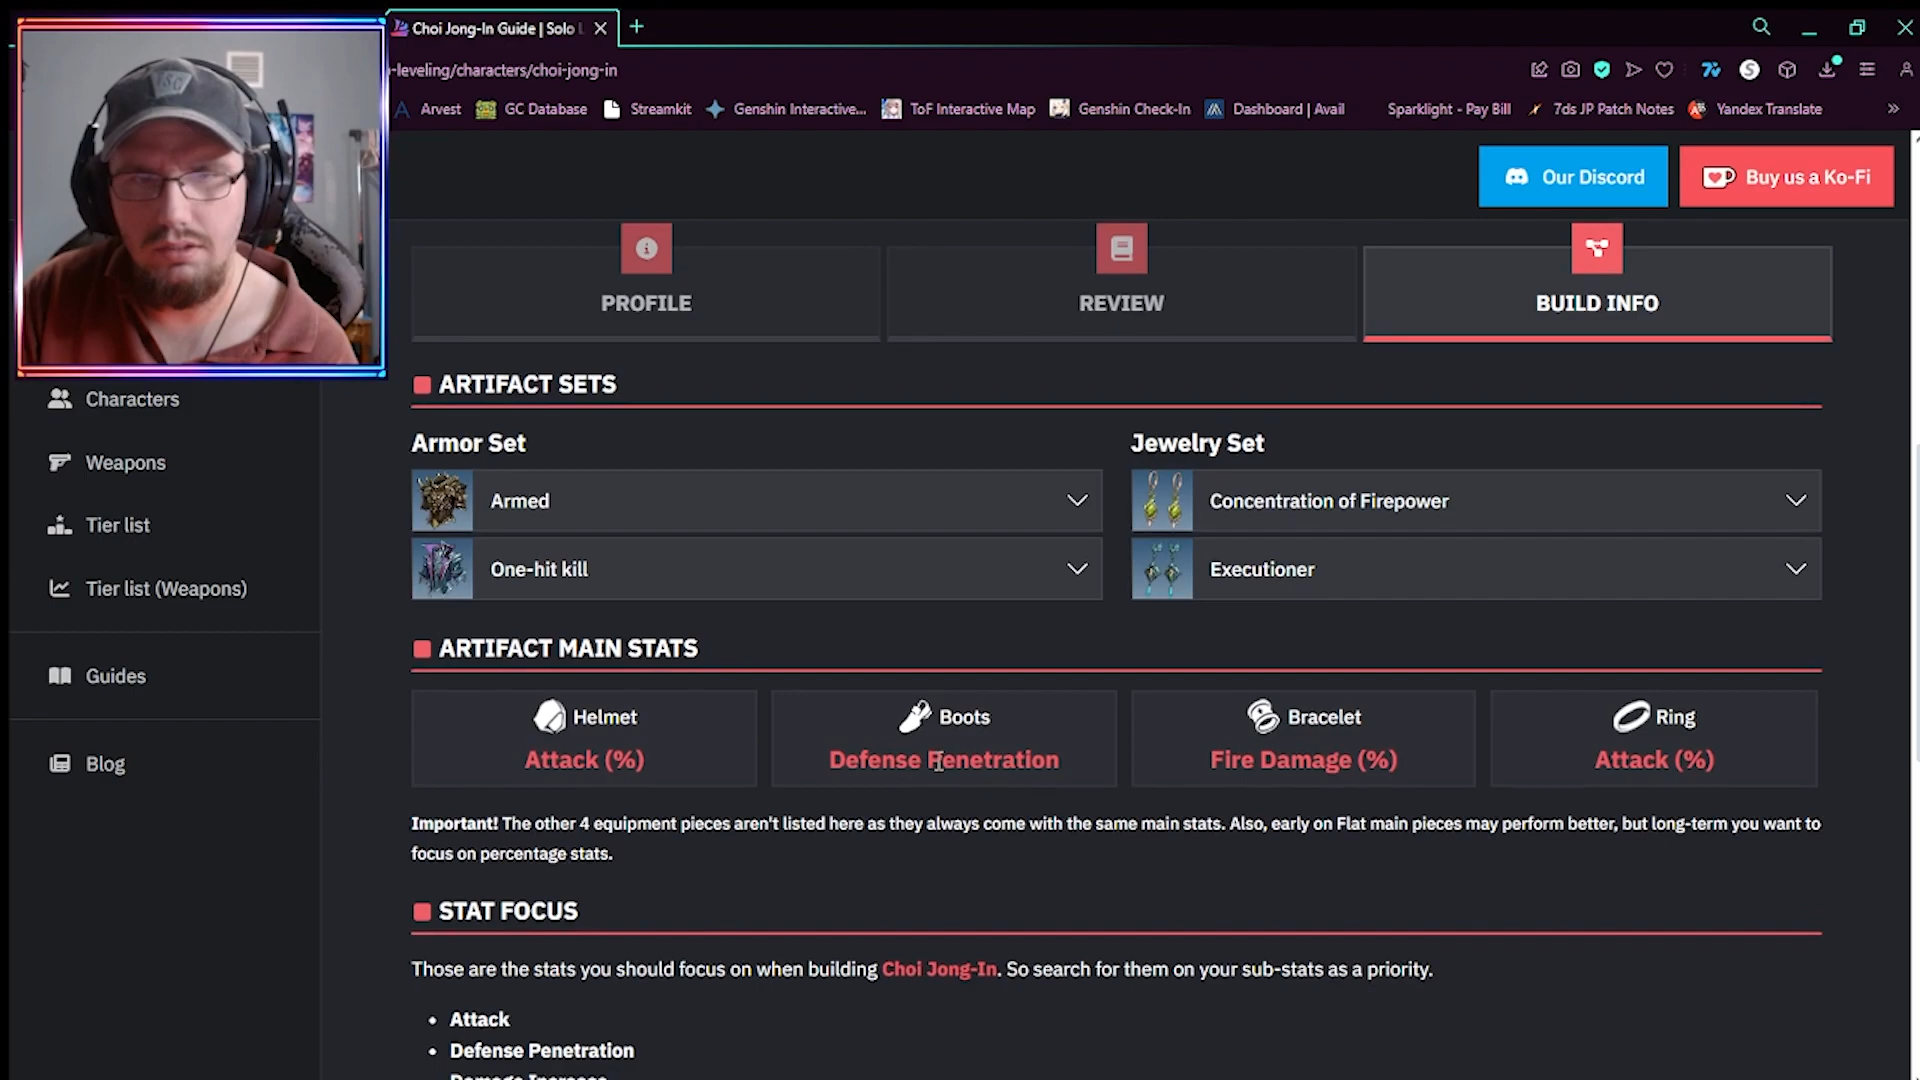 Choi Jong-In Guide | Solo L
-leveling/characters/choi-jong-in
Arvest
GC Database
Streamkit
Genshin Interactive...
ToF Interactive Map
Genshin Check-In
Dashboard | Avail
Sparklight - Pay Bill
7ds JP Patch Notes
Yandex Translate
Our Discord
Buy us a Ko-Fi
PROFILE
REVIEW
BUILD INFO
Characters
Weapons
Tier list
Tier list (Weapons)
Guides
Blog
ARTIFACT SETS
Armor Set
Armed
One-hit kill
Jewelry Set
Concentration of Firepower
Executioner
ARTIFACT MAIN STATS
Helmet
Attack (%)
Boots
Defense Penetration
Bracelet
Fire Damage (%)
Ring
Attack (%)
Important! The other 4 equipment pieces aren't listed here as they always come with the same main stats. Also, early on Flat main pieces may perform better, but long-term you want to
focus on percentage stats.
STAT FOCUS
Those are the stats you should focus on when building Choi Jong-In. So search for them on your sub-stats as a priority.
• Attack
• Defense Penetration
Damage Increase